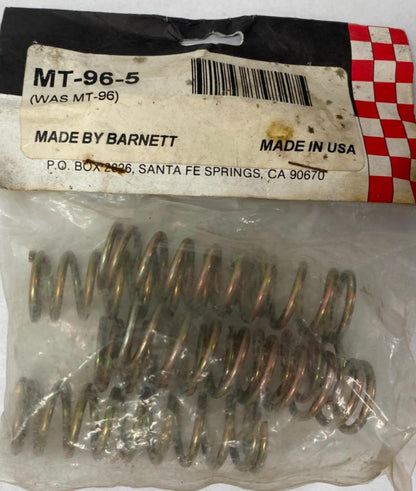 MT-96-5
(WAS MT-96)
MADE BY BARNETT MADE IN USA
P.O. BOX 2826, SANTA FE SPRINGS, CA 90670